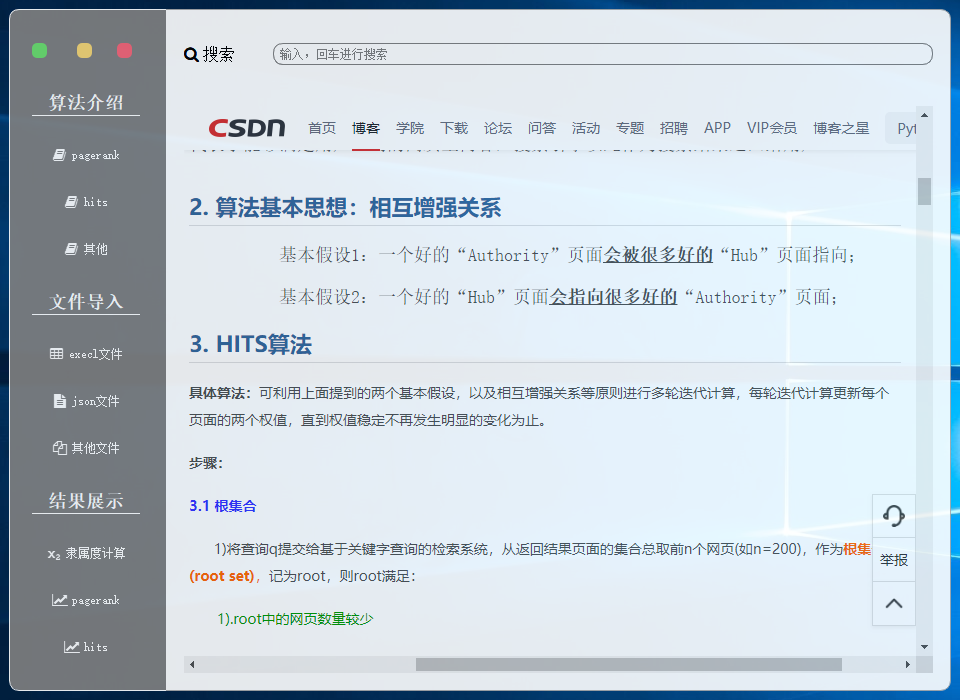 算法介绍
pagerank
hits
其他
文件导入
execl文件
json文件
其他文件
结果展示
x₂ 隶属度计算
pagerank
hits
搜索
输入，回车进行搜索
CSDN 首页 博客 学院 下载 论坛 问答 活动 专题 招聘 APP VIP会员 博客之星 Pyt
2. 算法基本思想：相互增强关系
基本假设1：一个好的“Authority”页面会被很多好的“Hub”页面指向；
基本假设2：一个好的“Hub”页面会指向很多好的“Authority”页面；
3. HITS算法
具体算法：可利用上面提到的两个基本假设，以及相互增强关系等原则进行多轮迭代计算，每轮迭代计算更新每个
页面的两个权值，直到权值稳定不再发生明显的变化为止。
步骤：
3.1 根集合
1)将查询q提交给基于关键字查询的检索系统，从返回结果页面的集合总取前n个网页(如n=200)，作为根集
(root set)，记为root，则root满足：
1).root中的网页数量较少
举报